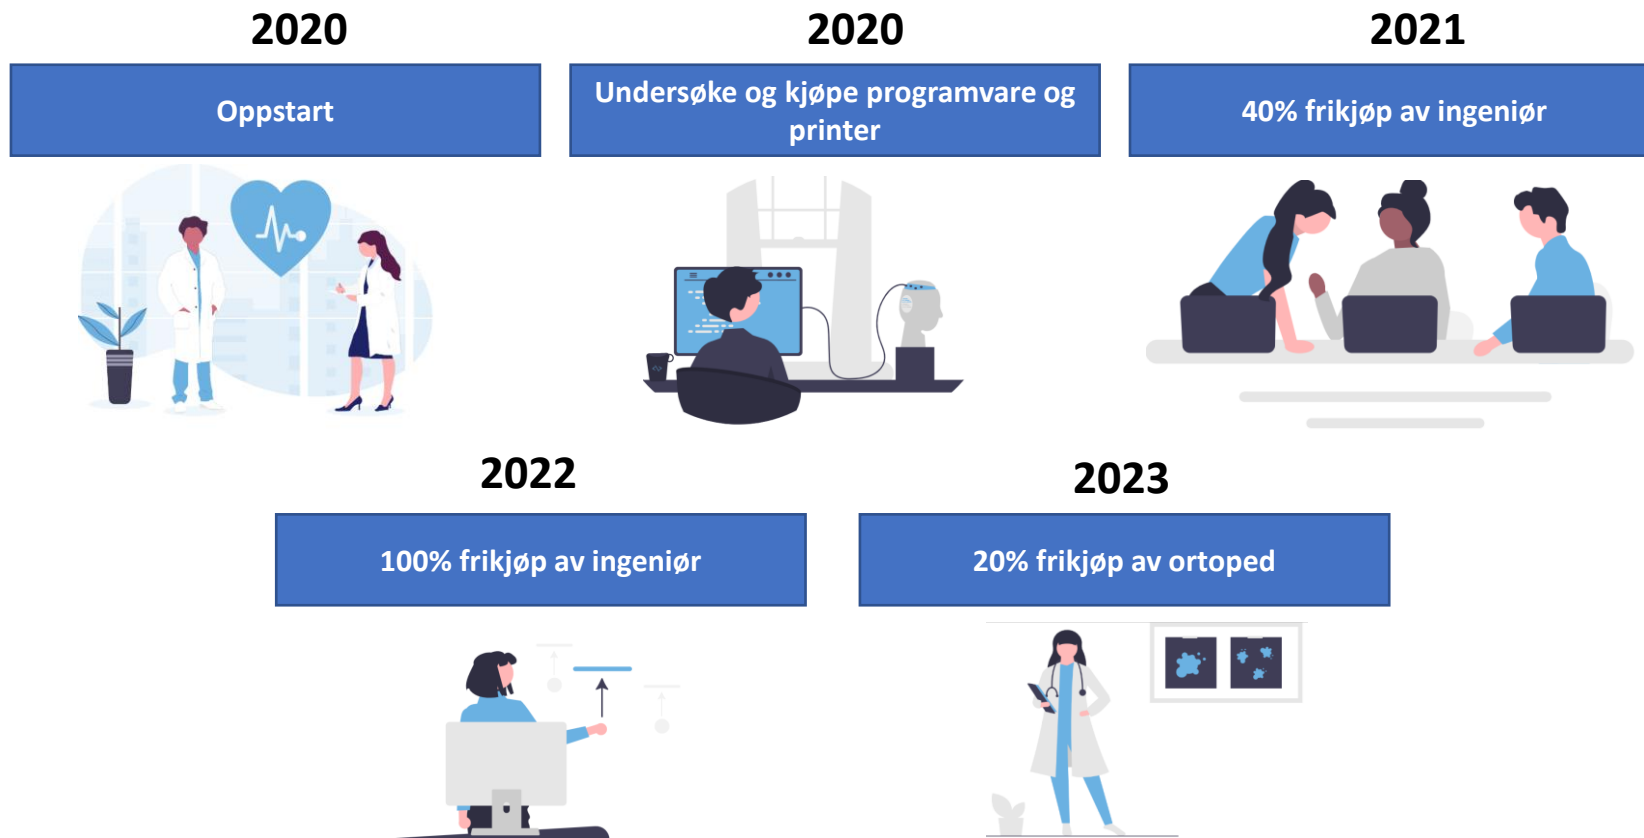 2020
Oppstart
2020
Undersøke og kjøpe programvare og
printer
2021
40% frikjøp av ingeniør
2022
100% frikjøp av ingeniør
2023
20% frikjøp av ortoped